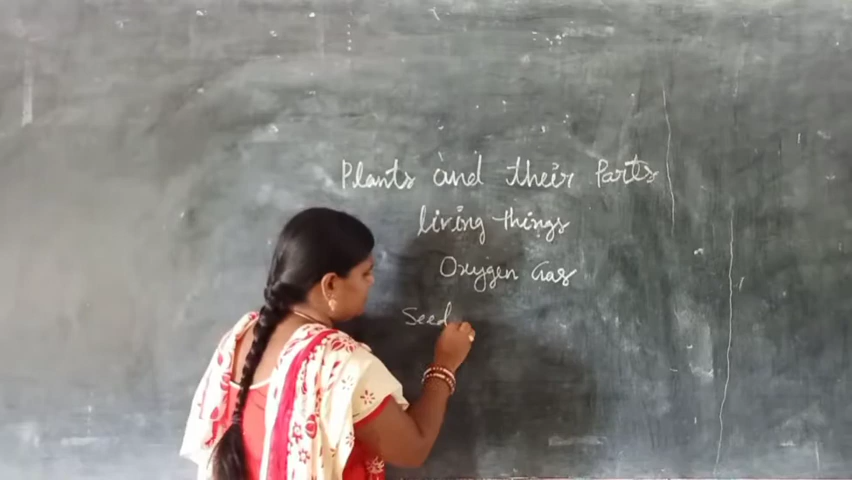 Plants and their Parts
living things
Oxygen Gas
Seed